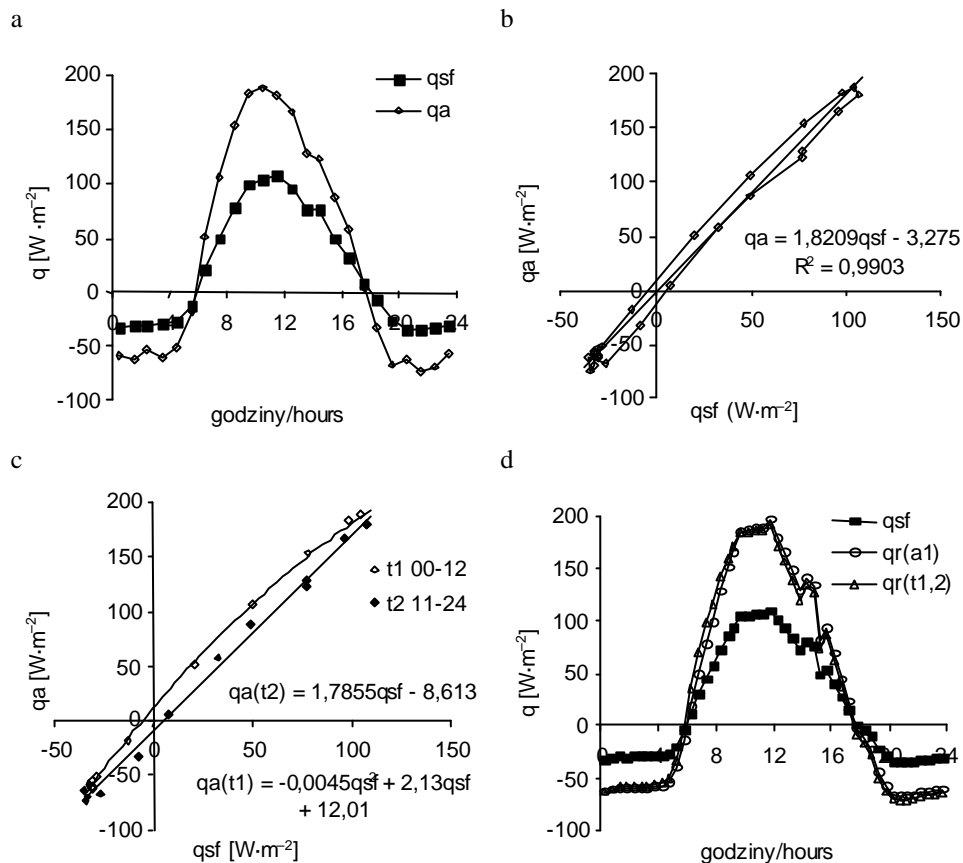 a
200
150
100
50
0
-50
-100
q [W·m⁻²]
0 4 8 12 16 20 24
godziny/hours
qsf
qa
b
200
150
100
50
0
-50
-100
qa [W·m⁻²]
-50 0 50 100 150
qsf (W·m⁻²]
qa = 1,8209qsf - 3,275
R² = 0,9903
c
200
150
100
50
0
-50
-100
qa [W·m⁻²]
-50 0 50 100 150
qsf [W·m⁻²]
t1 00-12
t2 11-24
qa(t2) = 1,7855qsf - 8,613
qa(t1) = -0,0045qsf² + 2,13qsf
+ 12,01
d
200
150
100
50
0
-50
-100
q [W·m⁻²]
0 4 8 12 16 20 24
godziny/hours
qsf
qr(a1)
qr(t1,2)